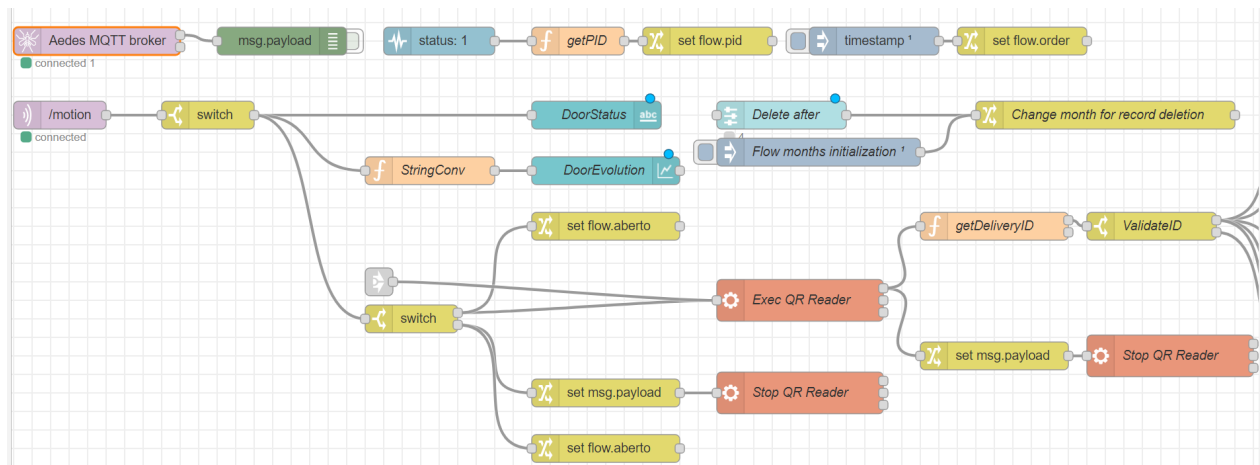 Aedes MQTT broker
msg.payload
status: 1
getPID
set flow.pid
timestamp ¹
set flow.order
connected 1
/motion
switch
DoorStatus
abc
Delete after
Change month for record deletion
connected
4
Flow months initialization ¹
StringConv
DoorEvolution
set flow.aberto
getDeliveryID
ValidateID
Exec QR Reader
switch
set msg.payload
Stop QR Reader
set msg.payload
Stop QR Reader
set flow.aberto